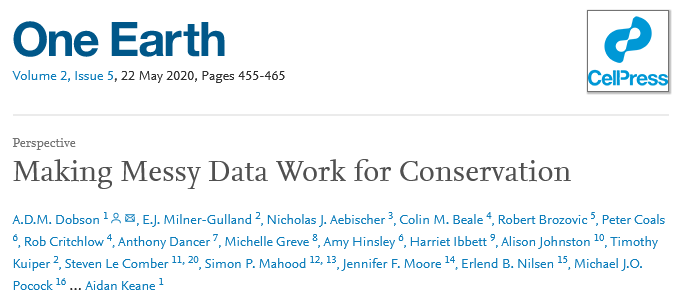 One Earth
Volume 2, Issue 5, 22 May 2020, Pages 455-465
CellPress
Perspective
Making Messy Data Work for Conservation
A.D.M. Dobson 1, E.J. Milner-Gulland 2, Nicholas J. Aebischer 3, Colin M. Beale 4, Robert Brozovic 5, Peter Coals
6, Rob Critchlow 4, Anthony Dancer 7, Michelle Greve 8, Amy Hinsley 6, Harriet Ibbett 9, Alison Johnston 10, Timothy
Kuiper 2, Steven Le Comber 11, 20, Simon P. Mahood 12, 13, Jennifer F. Moore 14, Erlend B. Nilsen 15, Michael J.O.
Pocock 16 ... Aidan Keane 1